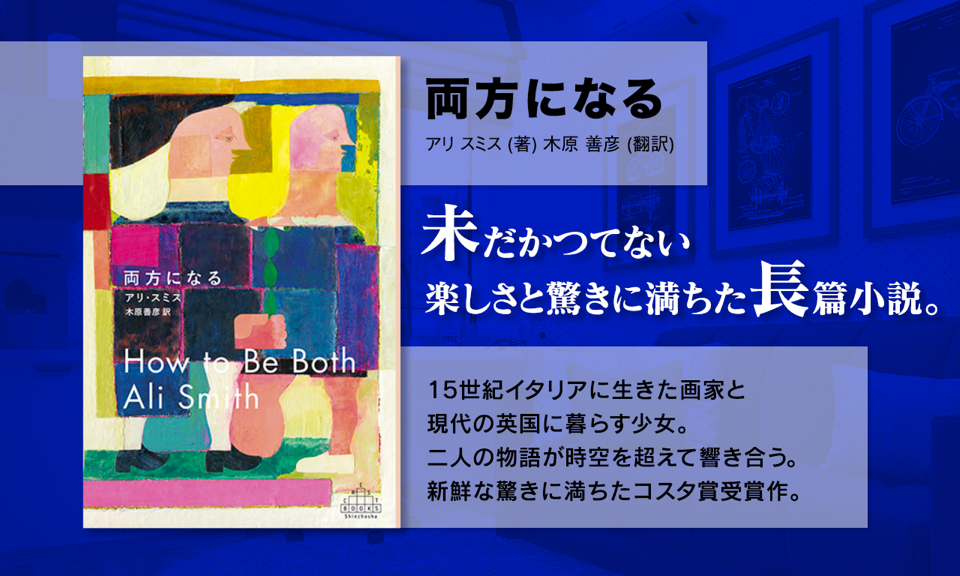 両方になる
アリ スミス (著) 木原 善彦 (翻訳)
未だかつてない
楽しさと驚きに満ちた長篇小説。
15世紀イタリアに生きた画家と
現代の英国に暮らす少女。
二人の物語が時空を超えて響き合う。
新鮮な驚きに満ちたコスタ賞受賞作。
両方になる
アリ・スミス
木原善彦 訳
How to Be Both
Ali Smith
CREST
BOOKS
Shinchosha